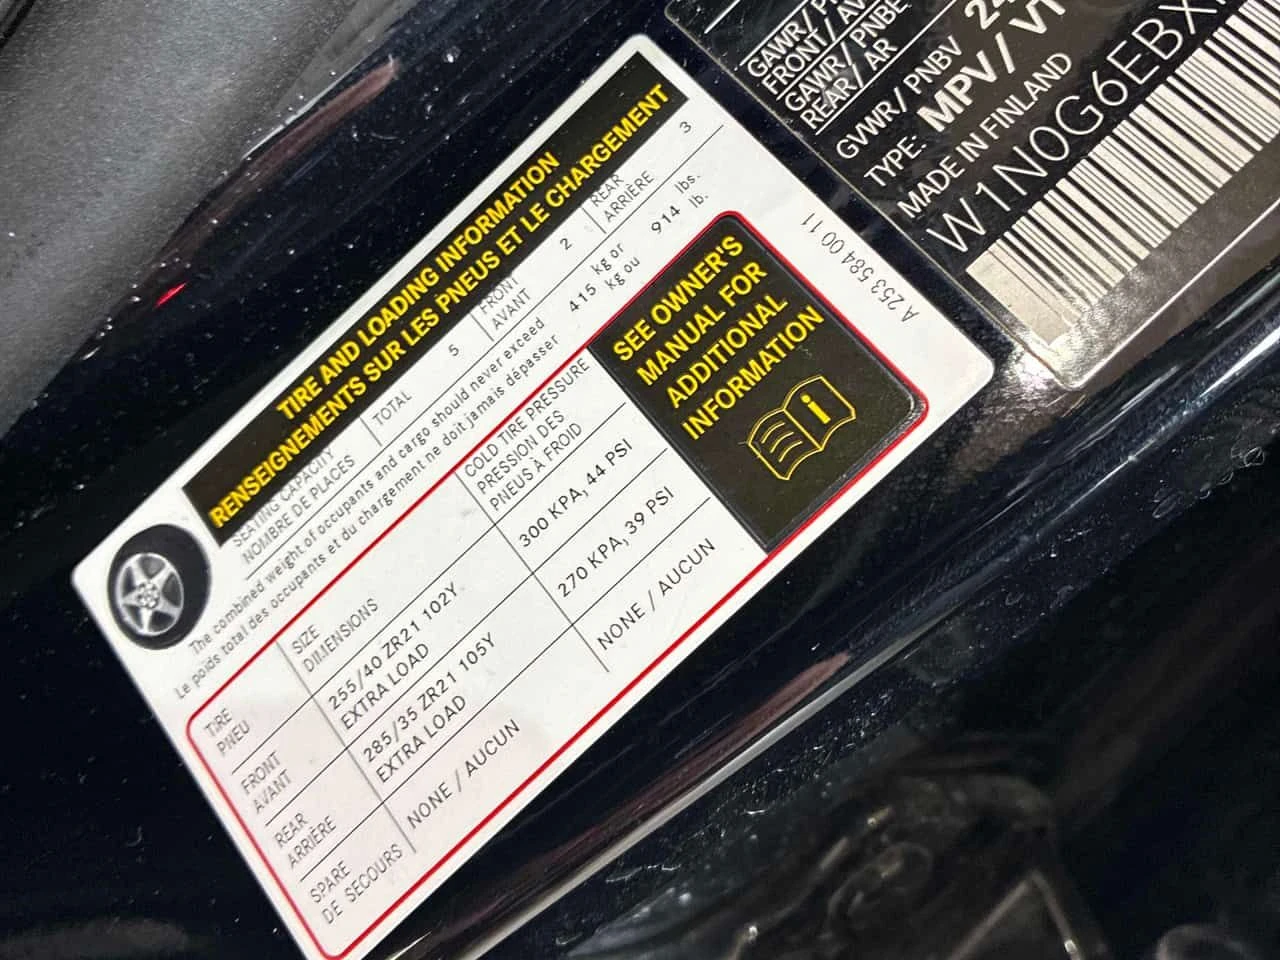 TIRE AND LOADING INFORMATION
RENSEIGNEMENTS SUR LES PNEUS ET LE CHARGEMENT
SEATING CAPACITY
NOMBRE DE PLACES
TOTAL 5
FRONT
AVANT
2
REAR
ARRIÈRE
3
The combined weight of occupants and cargo should never exceed 415 kg or 914 lbs.
Le poids total des occupants et du chargement ne doit jamais dépasser kg ou lb.
TIRE
PNEU
SIZE
DIMENSIONS
COLD TIRE PRESSURE
PRESSION DES
PNEUS À FROID
FRONT
AVANT
255/40 ZR21 102Y
EXTRA LOAD
300 KPA, 44 PSI
REAR
ARRIÈRE
285/35 ZR21 105Y
EXTRA LOAD
270 KPA, 39 PSI
SPARE
DE SECOURS
NONE / AUCUN
NONE / AUCUN
SEE OWNER'S
MANUAL FOR
ADDITIONAL
INFORMATION
A 253 584 00 11
GAWR/
FRONT/AV
GAWR/PNBE
REAR/AR
GVWR/PNBV
TYPE: MPV/
MADE IN FINLAND
W1N0G6EBX